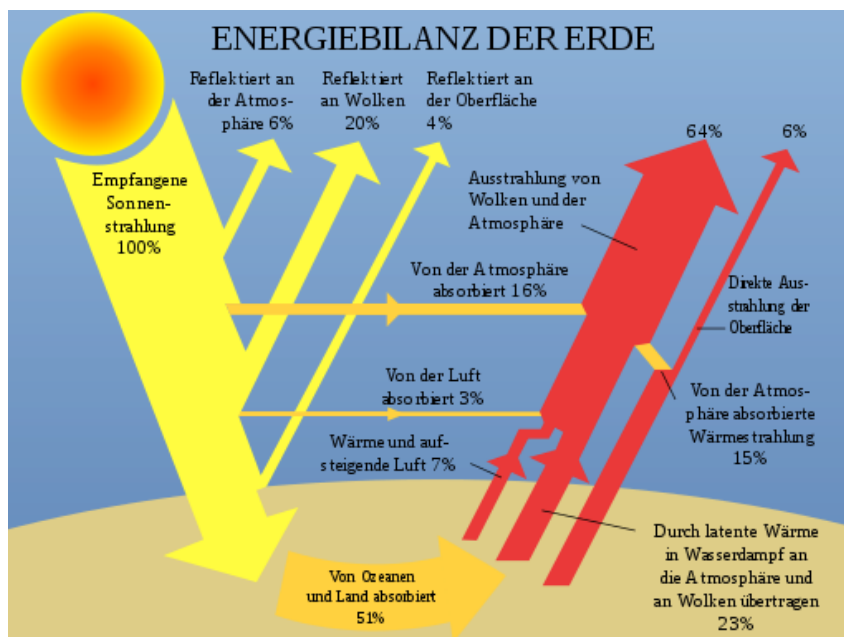 ENERGIEBILANZ DER ERDE
Reflektiert an
der Atmos-
phäre 6%
Reflektiert
an Wolken
20%
Reflektiert an
der Oberfläche
4%
64%
6%
Empfangene
Sonnen-
strahlung
100%
Ausstrahlung von
Wolken und der
Atmosphäre
Von der Atmosphäre
absorbiert 16%
Direkte Aus-
strahlung der
Oberfläche
Von der Luft
absorbiert 3%
Von der Atmos-
phäre absorbierte
Wärmestrahlung
15%
Wärme und auf-
steigende Luft 7%
Durch latente Wärme
in Wasserdampf an
die Atmosphäre und
an Wolken übertragen
23%
Von Ozeanen
und Land absorbiert
51%